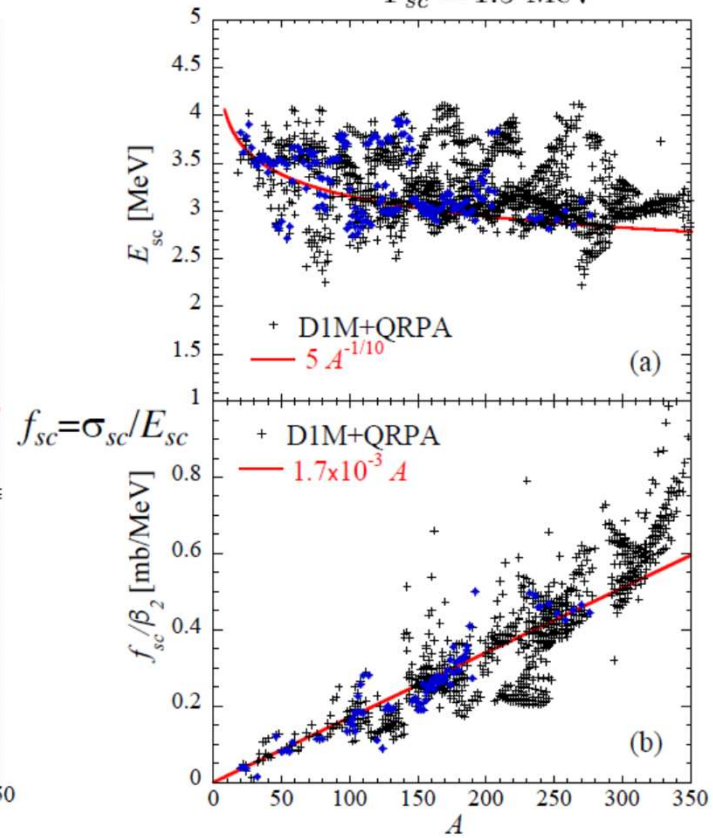 5
4.5
4
3.5
3
2.5
2
1.5
1
E_sc [MeV]
+ D1M+QRPA
5 A^-1/10
(a)
f_sc=σ_sc/E_sc
+ D1M+QRPA
1.7x10^-3 A
0.8
0.6
0.4
0.2
0
f_sc/β_2 [mb/MeV]
(b)
0 50 100 150 200 250 300 350
A